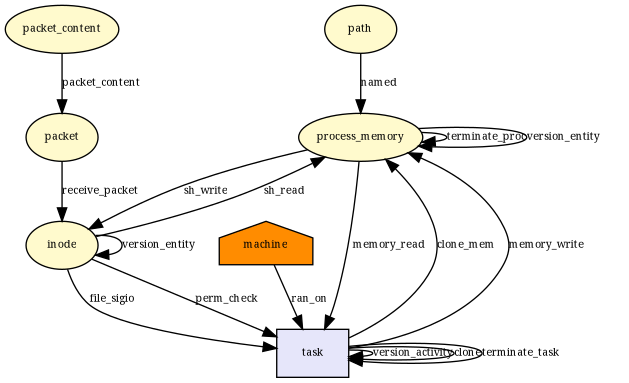 packet_content
path
packet_content
named
packet
process_memory
terminate_proc
version_entity
receive_packet
sh_write
sh_read
inode
version_entity
machine
memory_read
clone_mem
memory_write
file_sigio
perm_check
ran_on
task
version_activity
clone
terminate_task